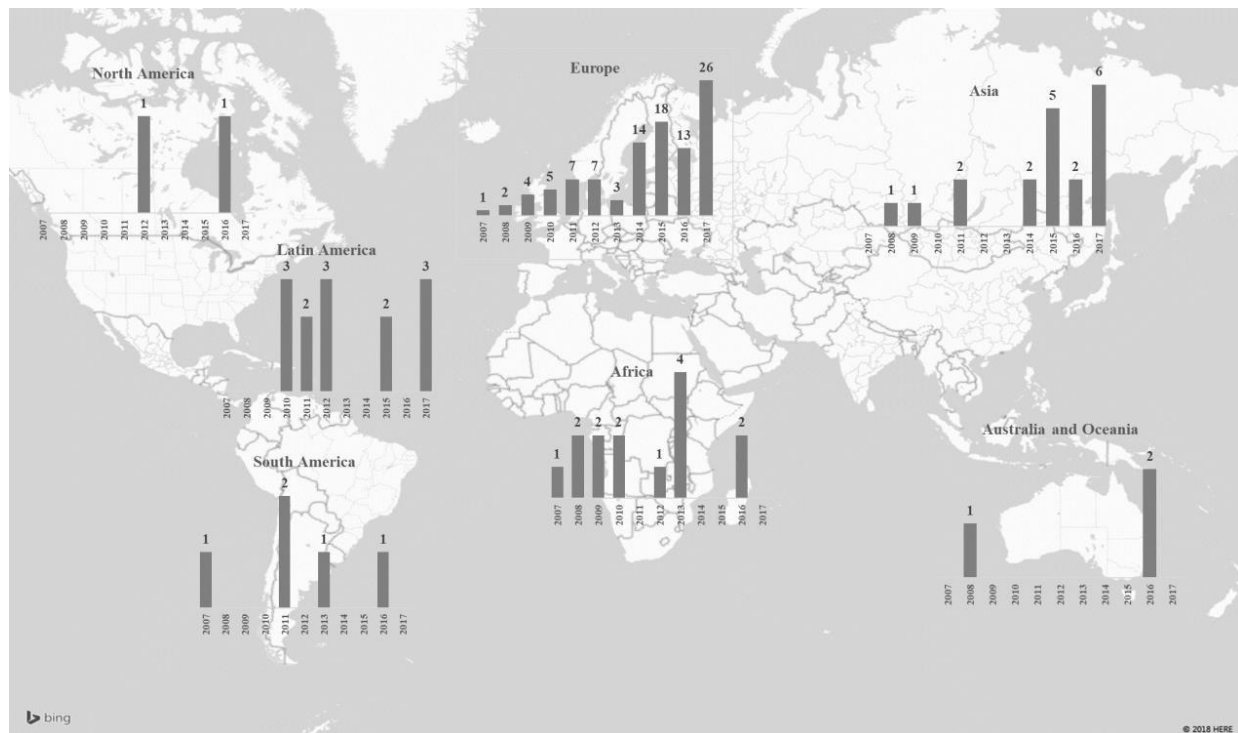 North America
1 1
2007 2008 2009 2010 2011 2012 2013 2014 2015 2016 2017
Europe
1 2 4 5 7 7 3 14 18 13 26
2007 2008 2009 2010 2011 2012 2013 2014 2015 2016 2017
Asia
1 1 2 2 5 2 6
2007 2008 2009 2010 2011 2012 2013 2014 2015 2016 2017
Latin America
3 2 3 2 3
2007 2008 2009 2010 2011 2012 2013 2014 2015 2016 2017
Africa
1 2 2 2 1 4 2
2007 2008 2009 2010 2011 2012 2013 2014 2015 2016 2017
South America
1 2 1 1
2007 2008 2009 2010 2011 2012 2013 2014 2015 2016 2017
Australia and Oceania
1 2
2007 2008 2009 2010 2011 2012 2013 2014 2015 2016 2017
bing
© 2018 HERE